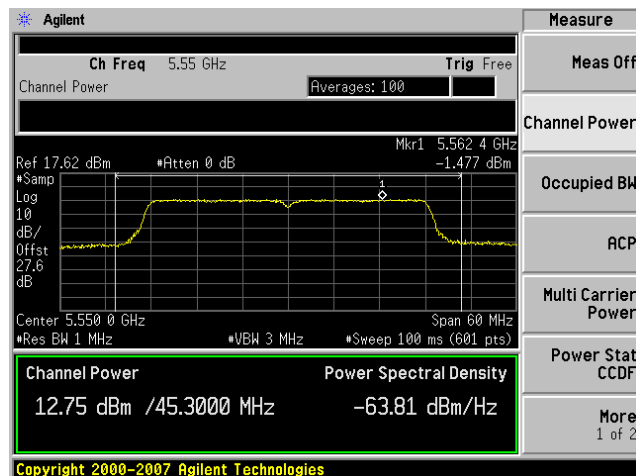 Agilent
Measure
Ch Freq 5.55 GHz Trig Free
Channel Power Averages: 100
Mkr1 5.562 4 GHz
Ref 17.62 dBm #Atten 0 dB -1.477 dBm
#Samp
Log
10
dB/
Offst
27.6
dB
1
Center 5.550 0 GHz Span 60 MHz
#Res BW 1 MHz #VBW 3 MHz #Sweep 100 ms (601 pts)
Channel Power Power Spectral Density
12.75 dBm /45.3000 MHz -63.81 dBm/Hz
Copyright 2000-2007 Agilent Technologies
Meas Off
Channel Power
Occupied BW
ACP
Multi Carrier
Power
Power Stat
CCDF
More
1 of 2